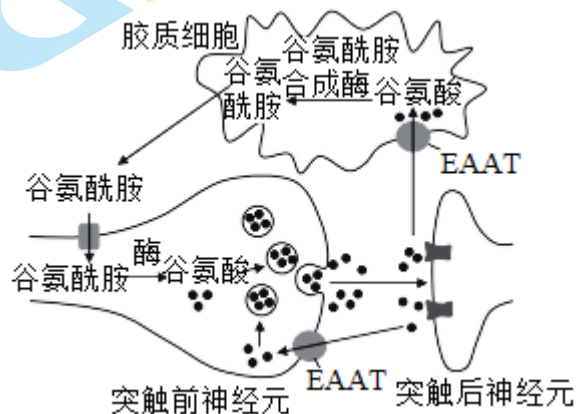 胶质细胞
谷氨酰胺
合成酶
谷氨
酰胺
谷氨酸
EAAT
谷氨酰胺
谷氨酰胺
酶
谷氨酸
EAAT
突触前神经元
突触后神经元